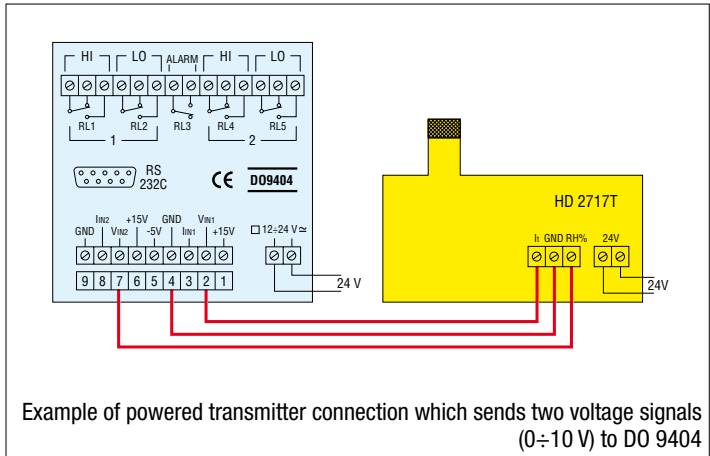 HI LO ALARM HI LO
RL1 RL2 RL3 RL4 RL5
1 2
RS
232C
CE DO9404
GND IIN2 VIN2 +15V -5V GND IIN1 VIN1 +15V
12÷24 V≃
9 8 7 6 5 4 3 2 1
24 V
HD 2717T
It GND RH% 24V
24V
Example of powered transmitter connection which sends two voltage signals
(0÷10 V) to DO 9404